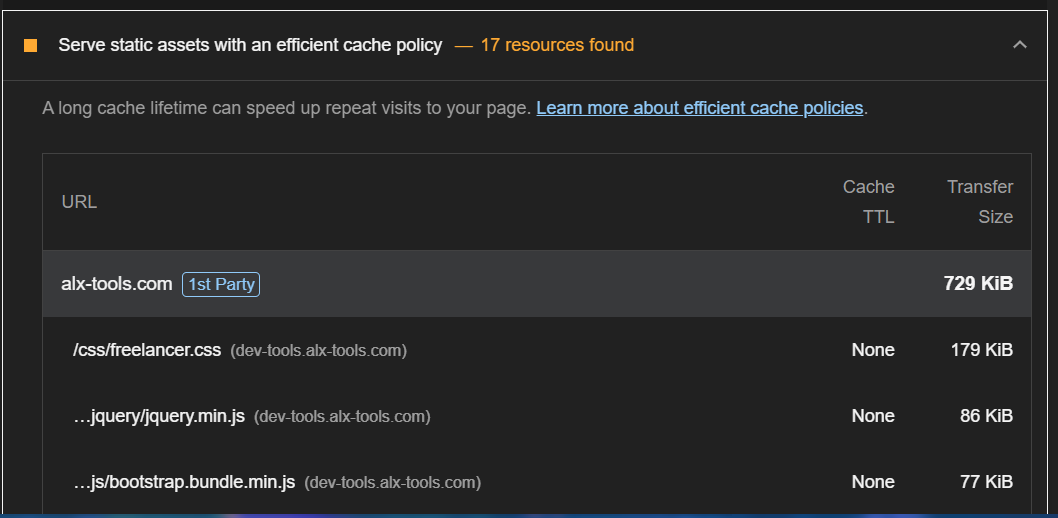 Serve static assets with an efficient cache policy — 17 resources found
A long cache lifetime can speed up repeat visits to your page. Learn more about efficient cache policies.
URL Cache TTL Transfer Size
alx-tools.com 1st Party 729 KiB
/css/freelancer.css (dev-tools.alx-tools.com) None 179 KiB
…jquery/jquery.min.js (dev-tools.alx-tools.com) None 86 KiB
…js/bootstrap.bundle.min.js (dev-tools.alx-tools.com) None 77 KiB